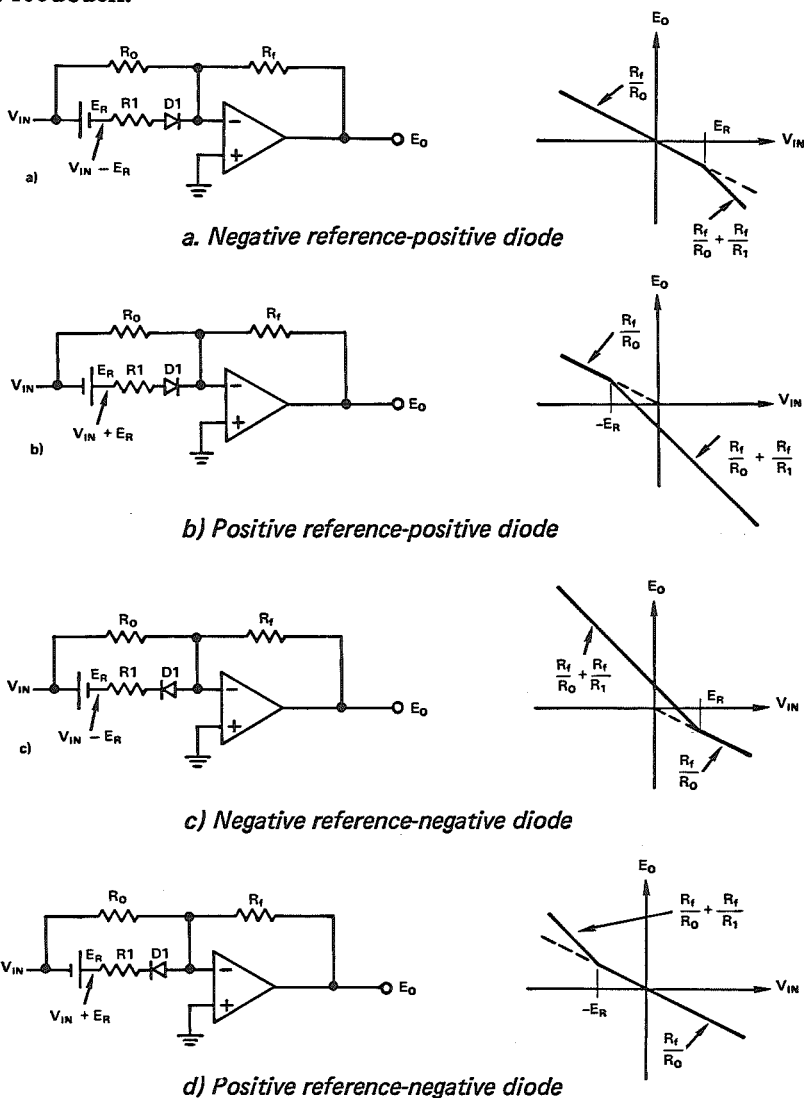 R₀ R_f
E_R R1 D1
V_IN
−
+
E₀
V_IN − E_R
a)
E₀
R_f/R₀
E_R
V_IN
R_f/R₀ + R_f/R₁
a. Negative reference-positive diode
R₀ R_f
E_R R1 D1
V_IN
−
+
E₀
V_IN + E_R
b)
E₀
R_f/R₀
V_IN
−E_R
R_f/R₀ + R_f/R₁
b) Positive reference-positive diode
R₀ R_f
E_R R1 D1
V_IN
−
+
E₀
V_IN − E_R
c)
E₀
R_f/R₀ + R_f/R₁
E_R
V_IN
R_f/R₀
c) Negative reference-negative diode
R₀ R_f
E_R R1 D1
V_IN
−
+
E₀
V_IN + E_R
E₀
R_f/R₀ + R_f/R₁
V_IN
−E_R
R_f/R₀
d) Positive reference-negative diode